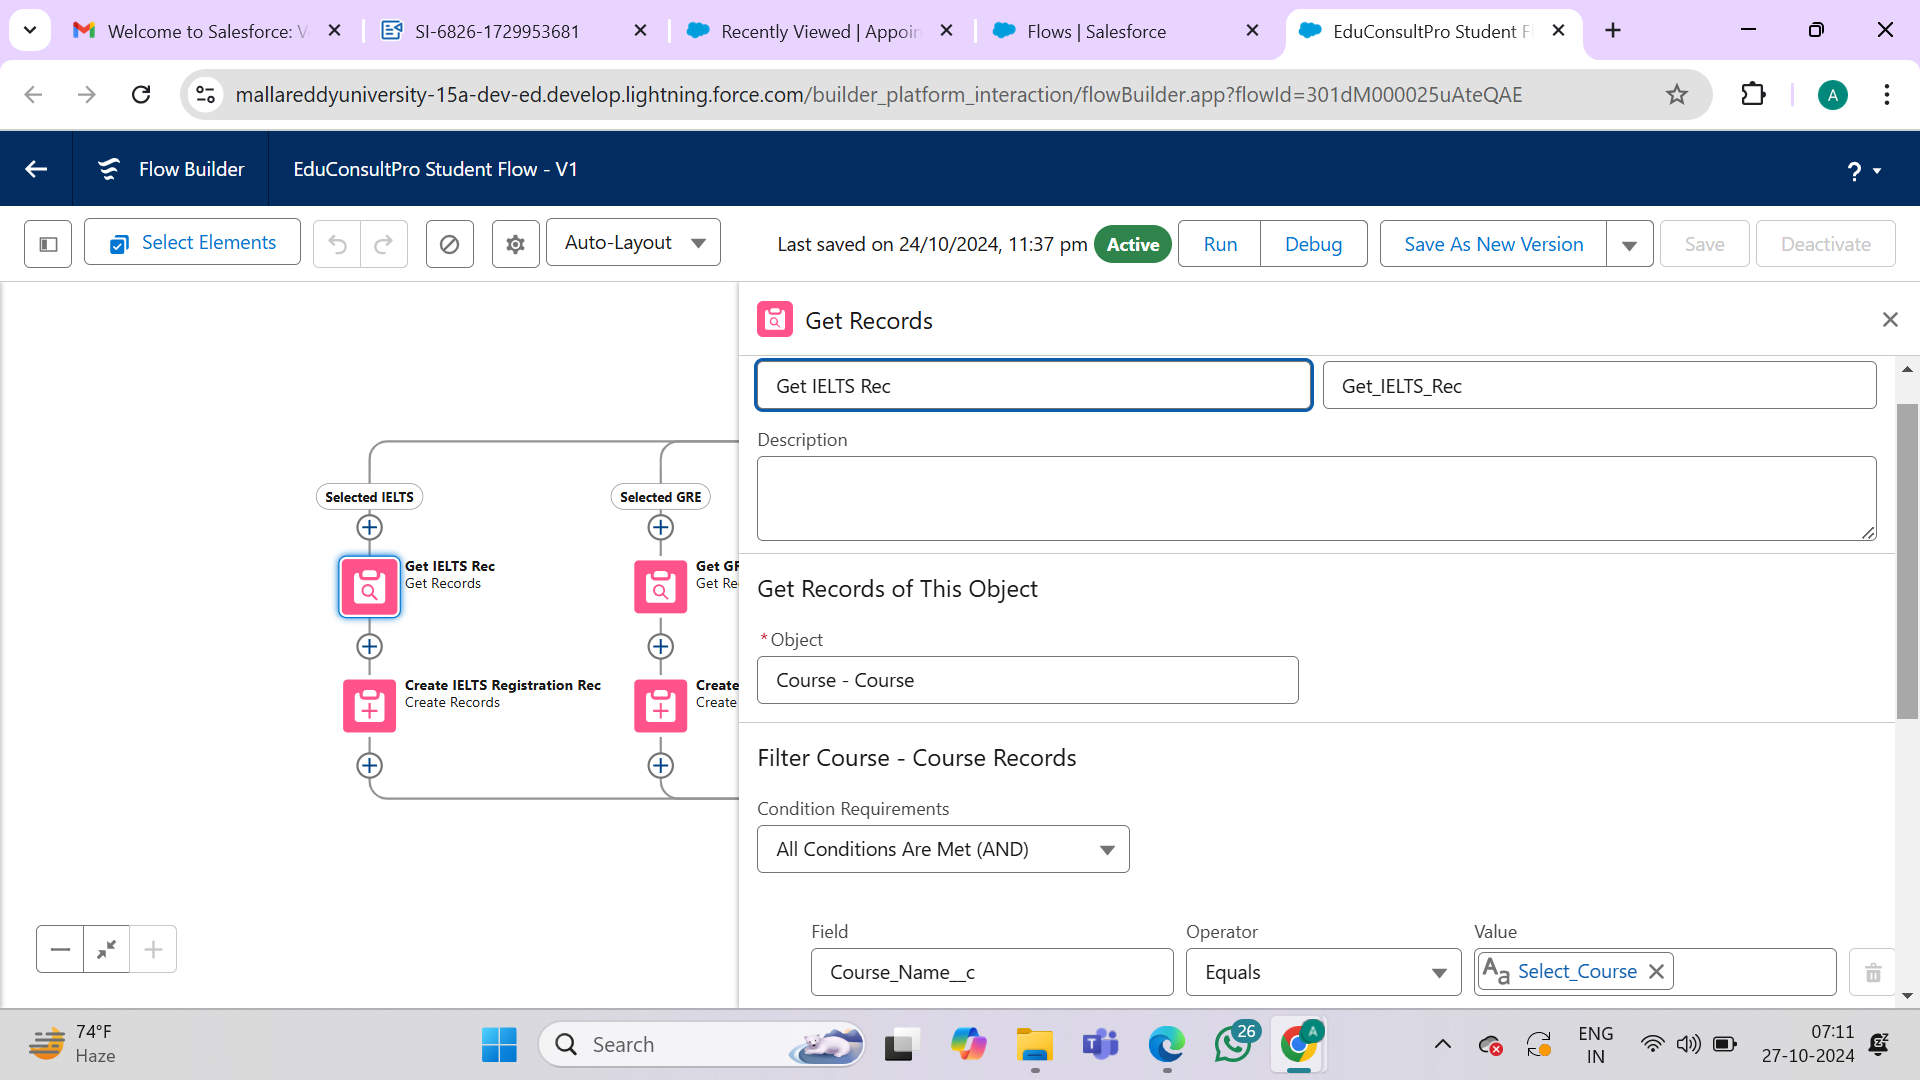 Welcome to Salesforce: V
SI-6826-1729953681
Recently Viewed | Appoin
Flows | Salesforce
EduConsultPro Student F
mallareddyuniversity-15a-dev-ed.develop.lightning.force.com/builder_platform_interaction/flowBuilder.app?flowId=301dM000025uAteQAE
A
Flow Builder
EduConsultPro Student Flow - V1
?
Select Elements
Auto-Layout
Last saved on 24/10/2024, 11:37 pm
Active
Run
Debug
Save As New Version
Save
Deactivate
Get Records
Get IELTS Rec
Get_IELTS_Rec
Description
Get Records of This Object
*Object
Course - Course
Filter Course - Course Records
Condition Requirements
All Conditions Are Met (AND)
Field
Operator
Value
Course_Name__c
Equals
Aa Select_Course
Selected IELTS
Selected GRE
Get IELTS Rec
Get Records
Get GR
Get Re
Create IELTS Registration Rec
Create Records
Create
Create
74°F
Haze
Search
26
A
ENG
IN
07:11
27-10-2024